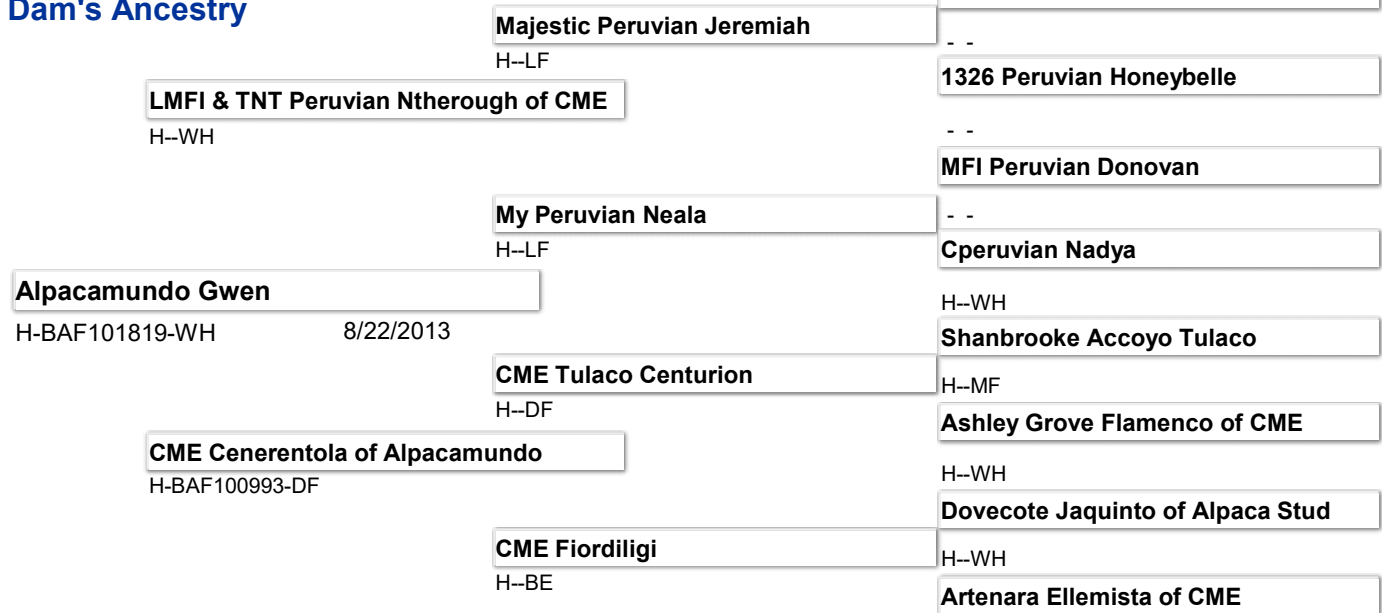 Dam's Ancestry
Majestic Peruvian Jeremiah
H--LF
- -
1326 Peruvian Honeybelle
LMFI & TNT Peruvian Ntherough of CME
H--WH
- -
MFI Peruvian Donovan
My Peruvian Neala
- -
H--LF
Cperuvian Nadya
Alpacamundo Gwen
H--WH
H-BAF101819-WH 8/22/2013
Shanbrooke Accoyo Tulaco
CME Tulaco Centurion
H--MF
H--DF
Ashley Grove Flamenco of CME
CME Cenerentola of Alpacamundo
H--WH
H-BAF100993-DF
Dovecote Jaquinto of Alpaca Stud
CME Fiordiligi
H--WH
H--BE
Artenara Ellemista of CME